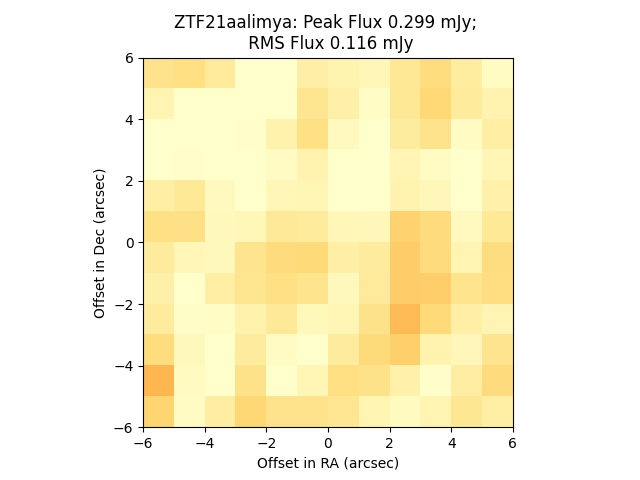 ZTF21aalimya: Peak Flux 0.299 mJy;
RMS Flux 0.116 mJy
6
4
2
0
−2
−4
−6
Offset in Dec (arcsec)
−6 −4 −2 0 2 4 6
Offset in RA (arcsec)